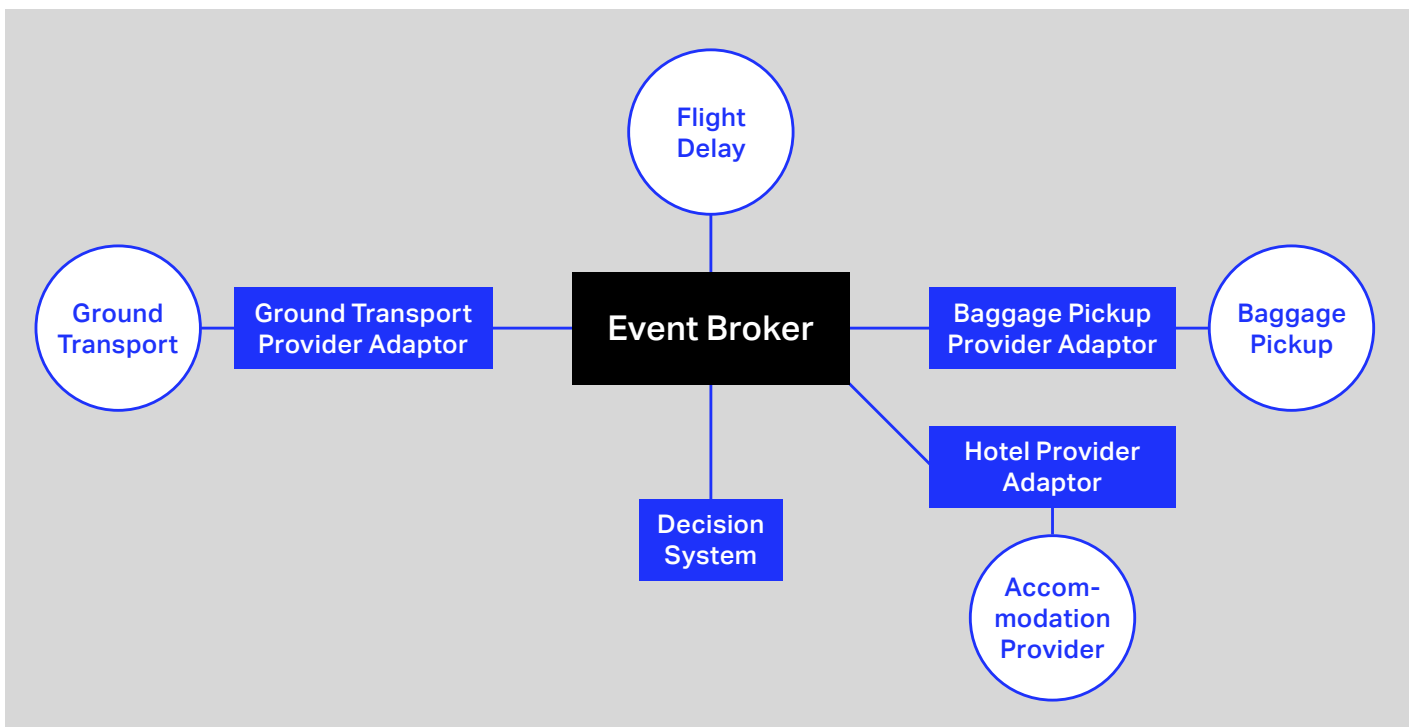 Flight
Delay
Ground
Transport
Ground Transport
Provider Adaptor
Event Broker
Baggage Pickup
Provider Adaptor
Baggage
Pickup
Hotel Provider
Adaptor
Decision
System
Accom-
modation
Provider